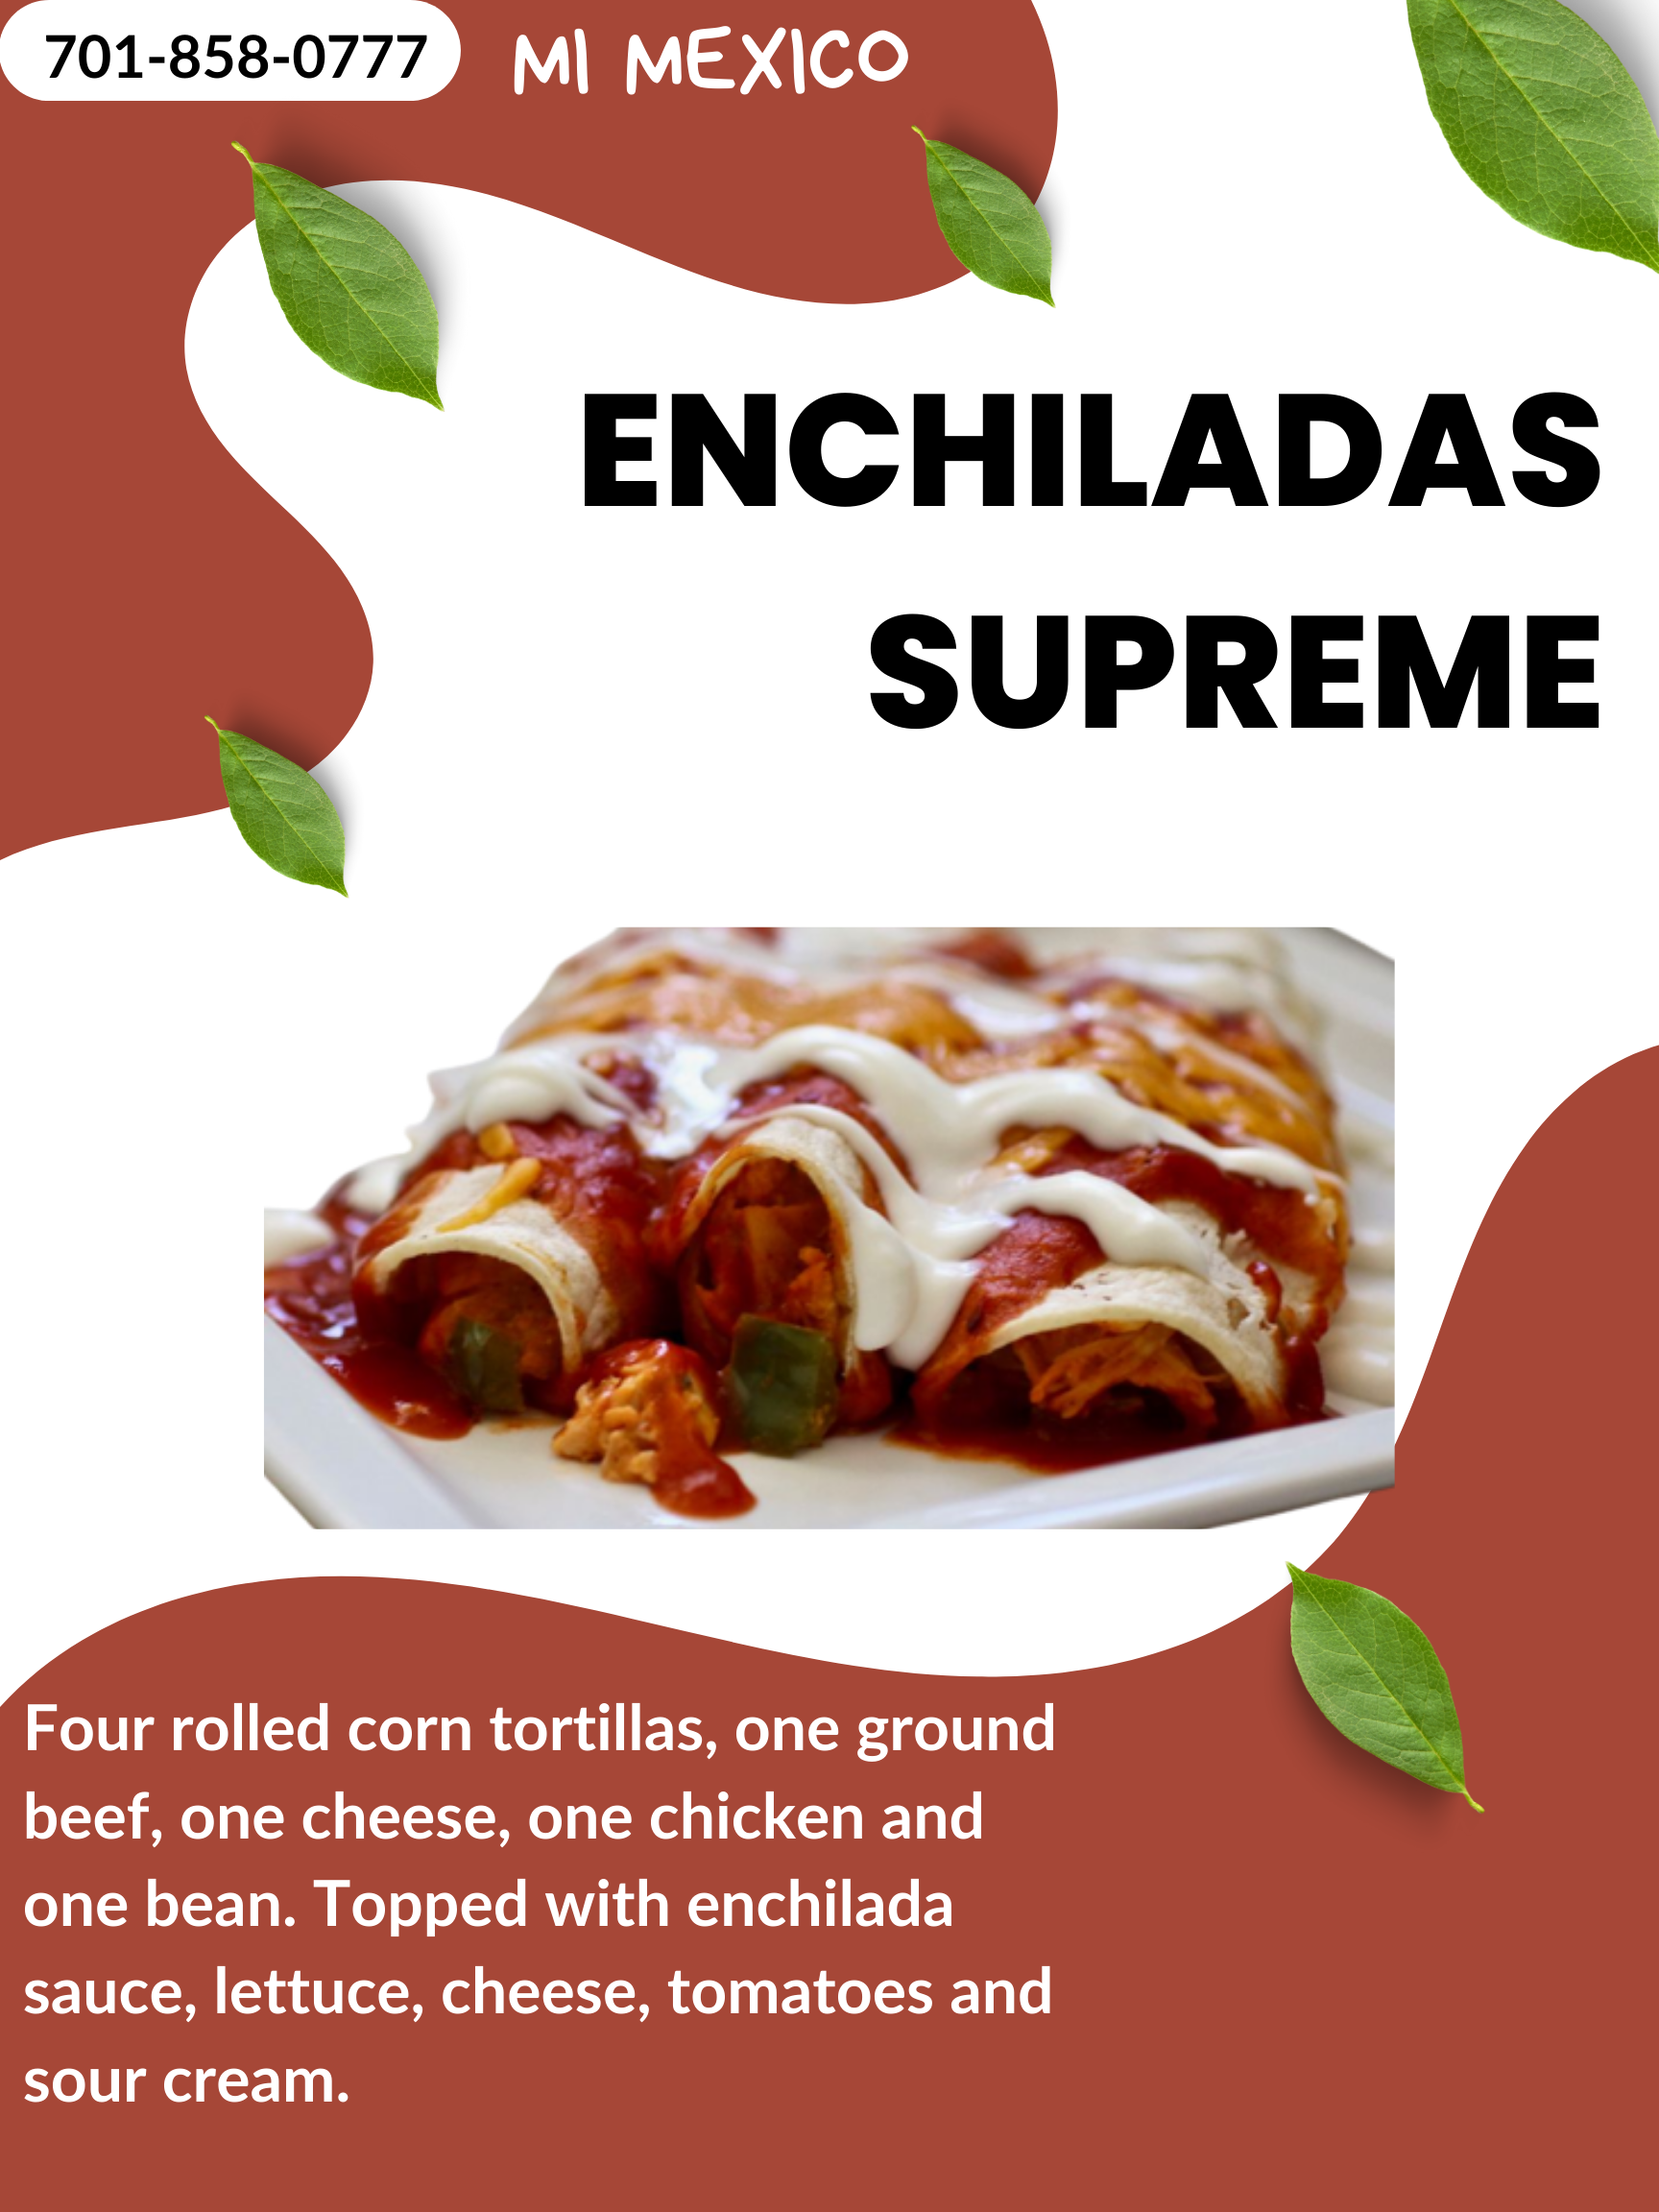 701-858-0777
MI MEXICO
ENCHILADAS
SUPREME
Four rolled corn tortillas, one ground
beef, one cheese, one chicken and
one bean. Topped with enchilada
sauce, lettuce, cheese, tomatoes and
sour cream.